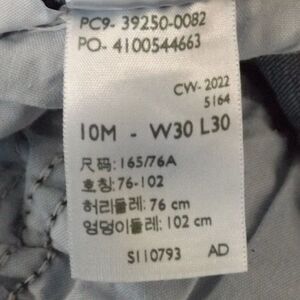 PC9- 39250-0082
PO- 4100544663
CW- 2022
5164
10M - W30 L30
尺码: 165/76A
호칭: 76-102
허리둘레: 76 cm
엉덩이둘레: 102 cm
S110793 AD